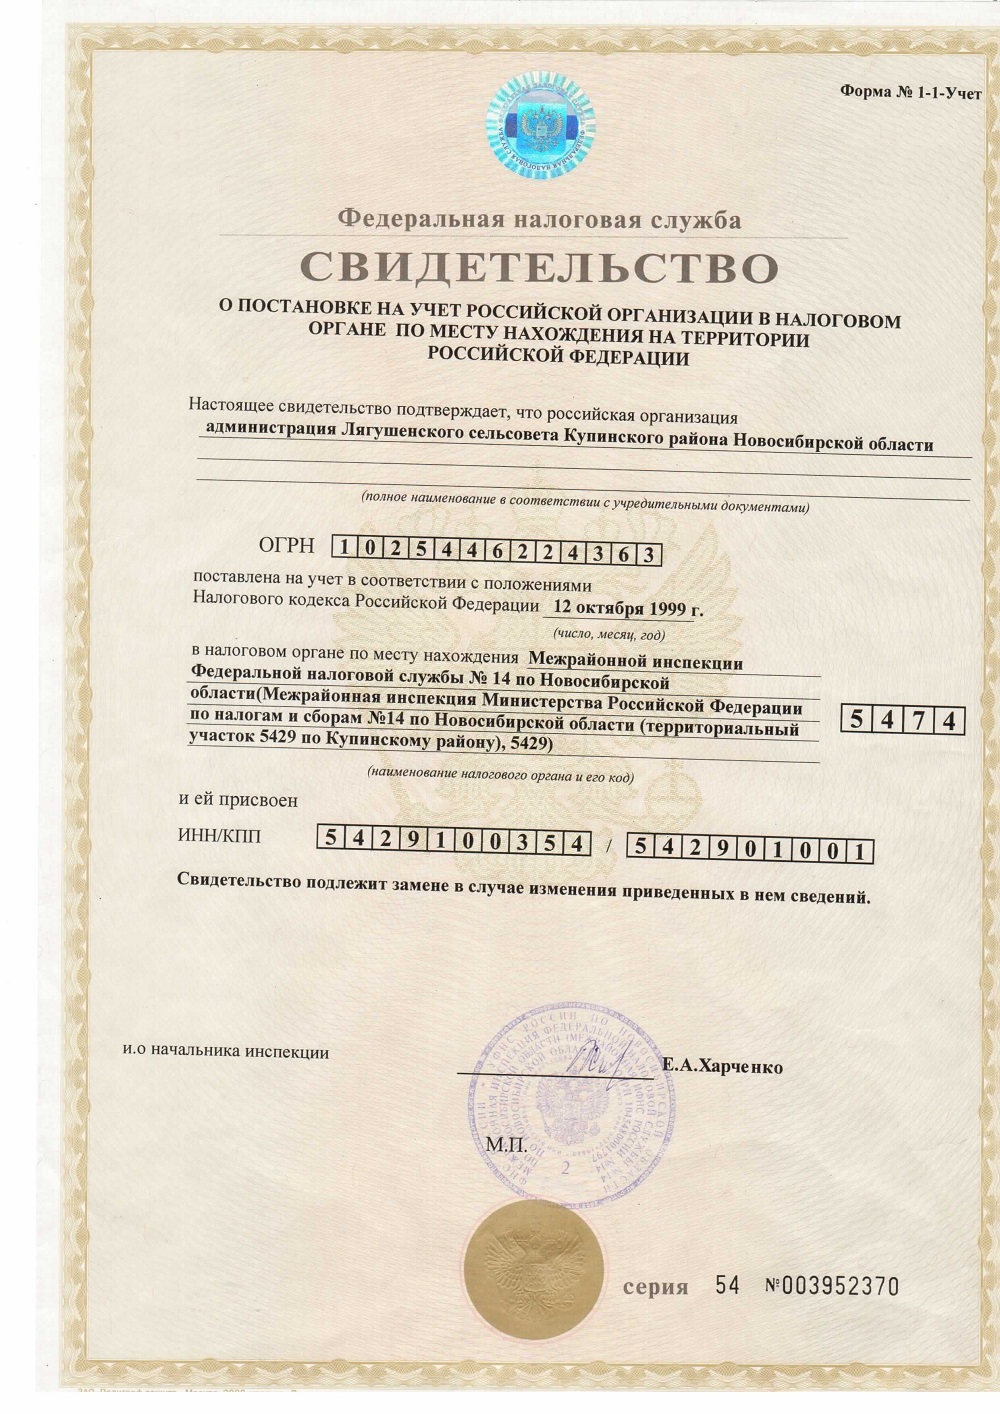 Форма № 1-1-Учет
Федеральная налоговая служба
СВИДЕТЕЛЬСТВО
О ПОСТАНОВКЕ НА УЧЕТ РОССИЙСКОЙ ОРГАНИЗАЦИИ В НАЛОГОВОМ
ОРГАНЕ ПО МЕСТУ НАХОЖДЕНИЯ НА ТЕРРИТОРИИ
РОССИЙСКОЙ ФЕДЕРАЦИИ
Настоящее свидетельство подтверждает, что российская организация
администрация Лягушенского сельсовета Купинского района Новосибирской области
(полное наименование в соответствии с учредительными документами)
ОГРН 1025446224363
поставлена на учет в соответствии с положениями
Налогового кодекса Российской Федерации 12 октября 1999 г.
(число, месяц, год)
в налоговом органе по месту нахождения Межрайонной инспекции
Федеральной налоговой службы № 14 по Новосибирской
области(Межрайонная инспекция Министерства Российской Федерации
по налогам и сборам №14 по Новосибирской области (территориальный
участок 5429 по Купинскому району), 5429)
5474
(наименование налогового органа и его код)
и ей присвоен
ИНН/КПП 5429100354 / 542901001
Свидетельство подлежит замене в случае изменения приведенных в нем сведений.
и.о начальника инспекции
Е.А.Харченко
М.П.
2
серия 54 №003952370